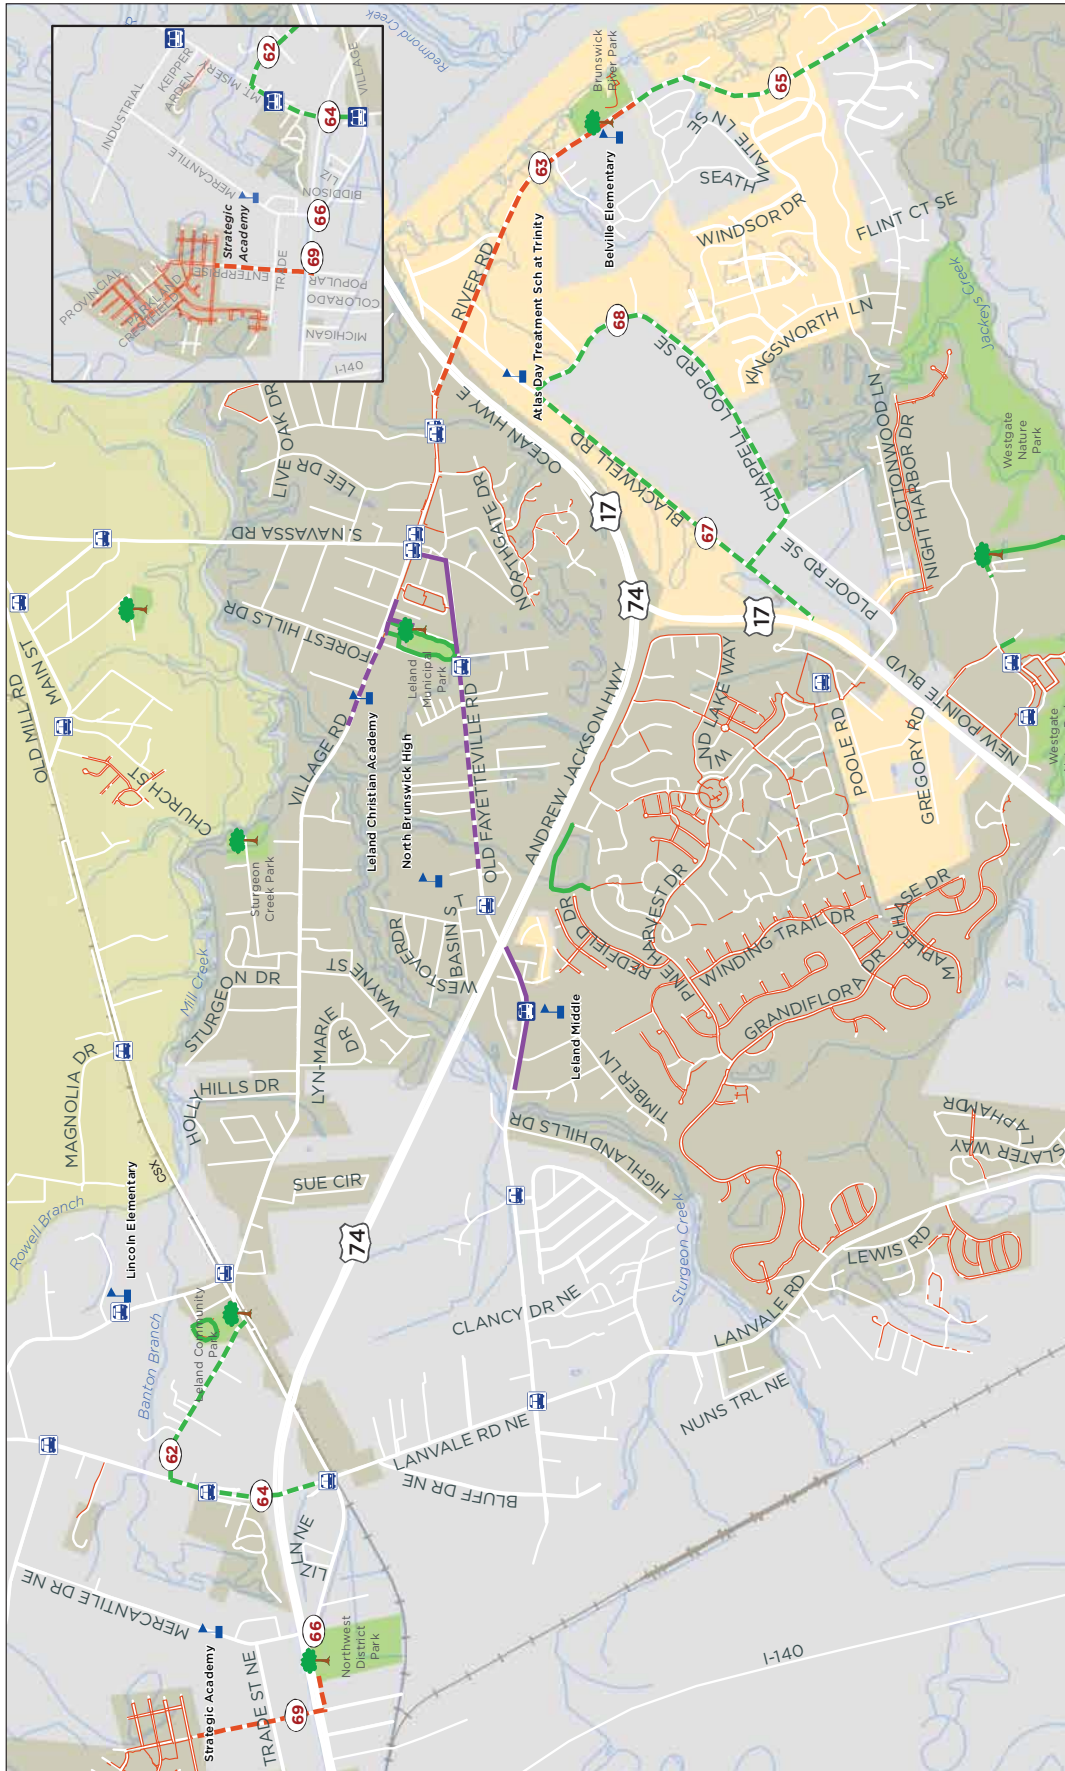 Redmond Creek
INDUSTRIAL
KEIPPER
ARDEN
MT. MISERY
62
64
VILLAGE
MERCANTILE
LIZ
BIDDISON
66
Strategic
Academy
69
ENTERPRISE
TRADE
POPULAR
COLORADO
MICHIGAN
I-140
PROVINCIAL
PARKLAND
CRESTFIELD
Brunswick
River Park
65
63
Belville Elementary
WAITE LN
SE
SEATH
WINDSOR DR
FLINT CT SE
RIVER RD
Atlas Day Treatment Sch at Trinity
68
KINGSWORTH LN
Jackeys Creek
CHAPPELL LOOP RD SE
OCEAN HWY E
BLACKWELL RD
67
17
COTTONWOOD LN
NIGHT HARBOR DR
Westgate
Nature
Park
PLOOF RD SE
LIVE OAK DR
LEE DR
S. NAVASSA RD
NORTHGATE DR
74
17
OLD MILL RD
MAIN ST
FOREST HILLS DR
Leland
Municipal
Park
VILLAGE RD
Leland Christian Academy
OLD FAYETTEVILLE RD
North Brunswick High
ANDREW JACKSON HWY
ND LAKE WAY
WL
POOLE RD
GREGORY RD
NEW POINTE BLVD
Westgate
CHURCH ST
Sturgeon
Creek Park
Mill Creek
STURGEON DR
WAYNE ST
WESTOVER DR
BASIN ST
REDFIELD DR
PINE HARVEST DR
WINDING TRAIL DR
MAPLECHASE DR
GRANDIFLORA DR
LYN-MARIE
DR
Leland Middle
TIMBER LN
MAGNOLIA DR
HOLLY
HILLS DR
CSX
SUE CIR
HIGHLAND HILLS DR
LAPHAM DR
SLATER WAY
Rowell Branch
Lincoln Elementary
74
Sturgeon Creek
LEWIS RD
CLANCY DR NE
LANVALE RD
Leland Community
Park
Banton Branch
NUNS TRL NE
62
64
LANVALE RD NE
BLUFF DR NE
LIZ
LN NE
MERCANTILE DR NE
Strategic Academy
66
Northwest
District
Park
TRADE ST NE
69
I-140